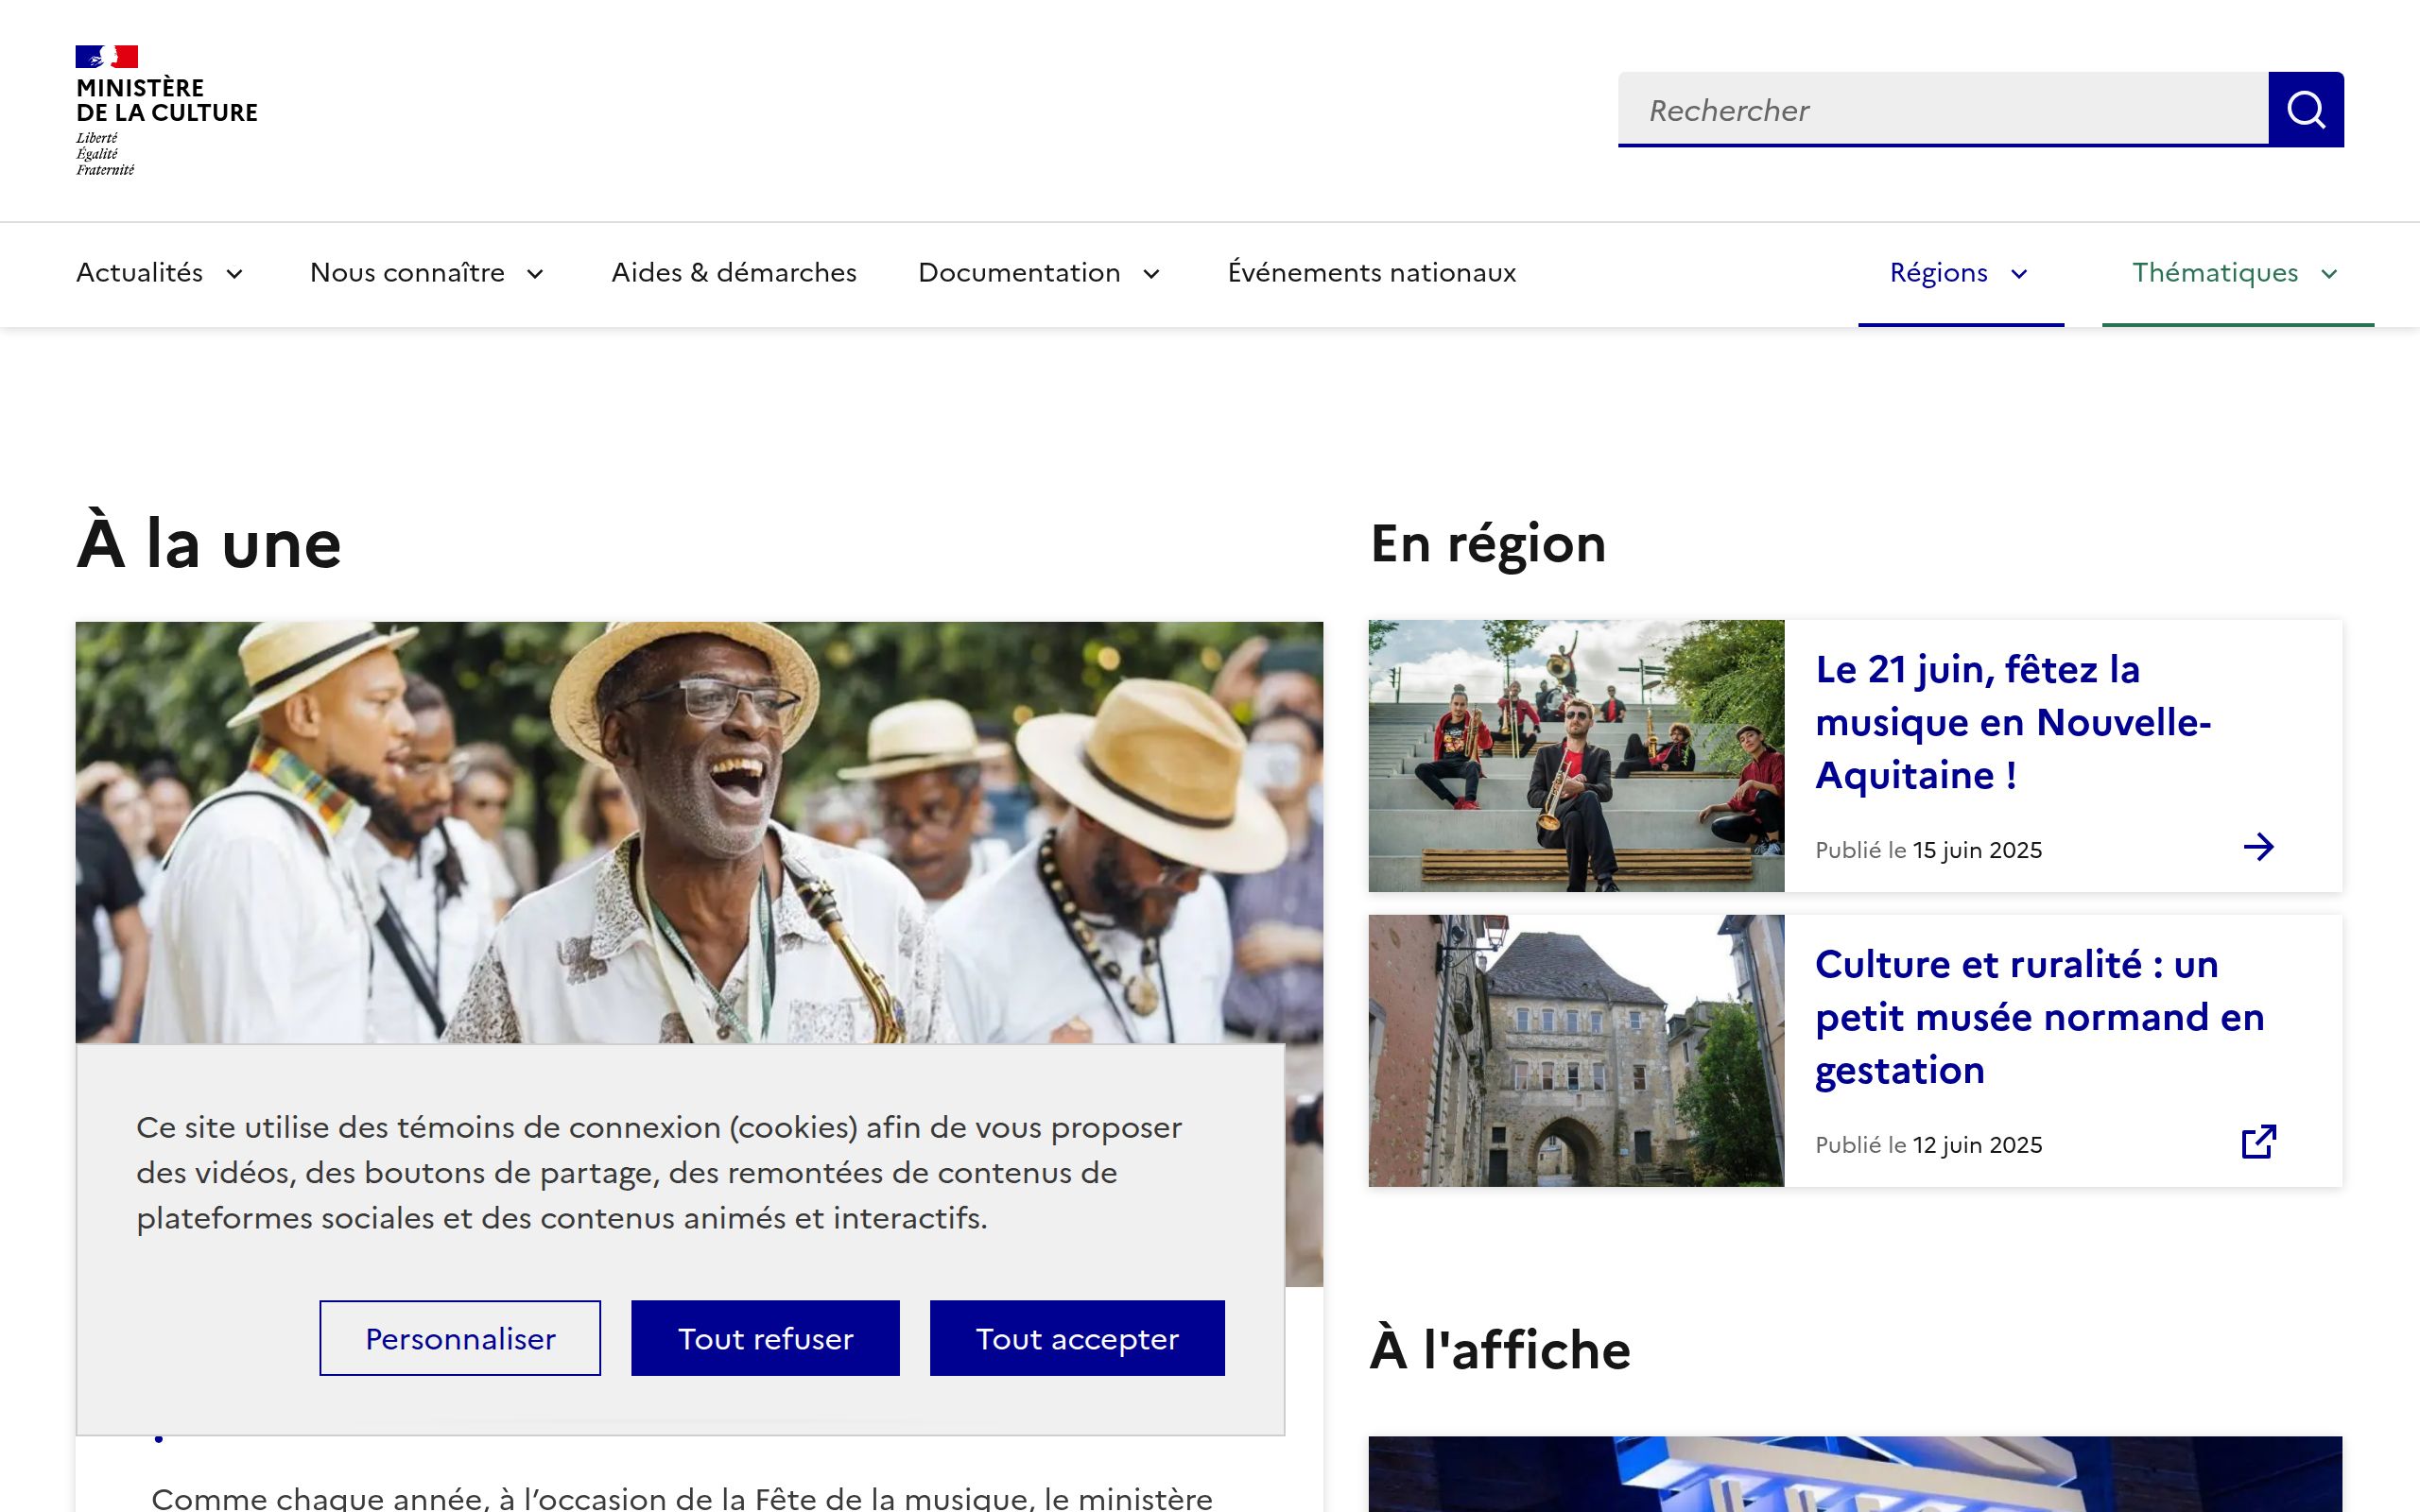 MINISTÈRE
DE LA CULTURE
Liberté
Égalité
Fraternité
Rechercher
Actualités
Nous connaître
Aides & démarches
Documentation
Événements nationaux
Régions
Thématiques
À la une
En région
Le 21 juin, fêtez la
musique en Nouvelle-
Aquitaine !
Publié le 15 juin 2025
Culture et ruralité : un
petit musée normand en
gestation
Publié le 12 juin 2025
Ce site utilise des témoins de connexion (cookies) afin de vous proposer
des vidéos, des boutons de partage, des remontées de contenus de
plateformes sociales et des contenus animés et interactifs.
Personnaliser
Tout refuser
Tout accepter
À l'affiche
Comme chaque année, à l’occasion de la Fête de la musique, le ministère